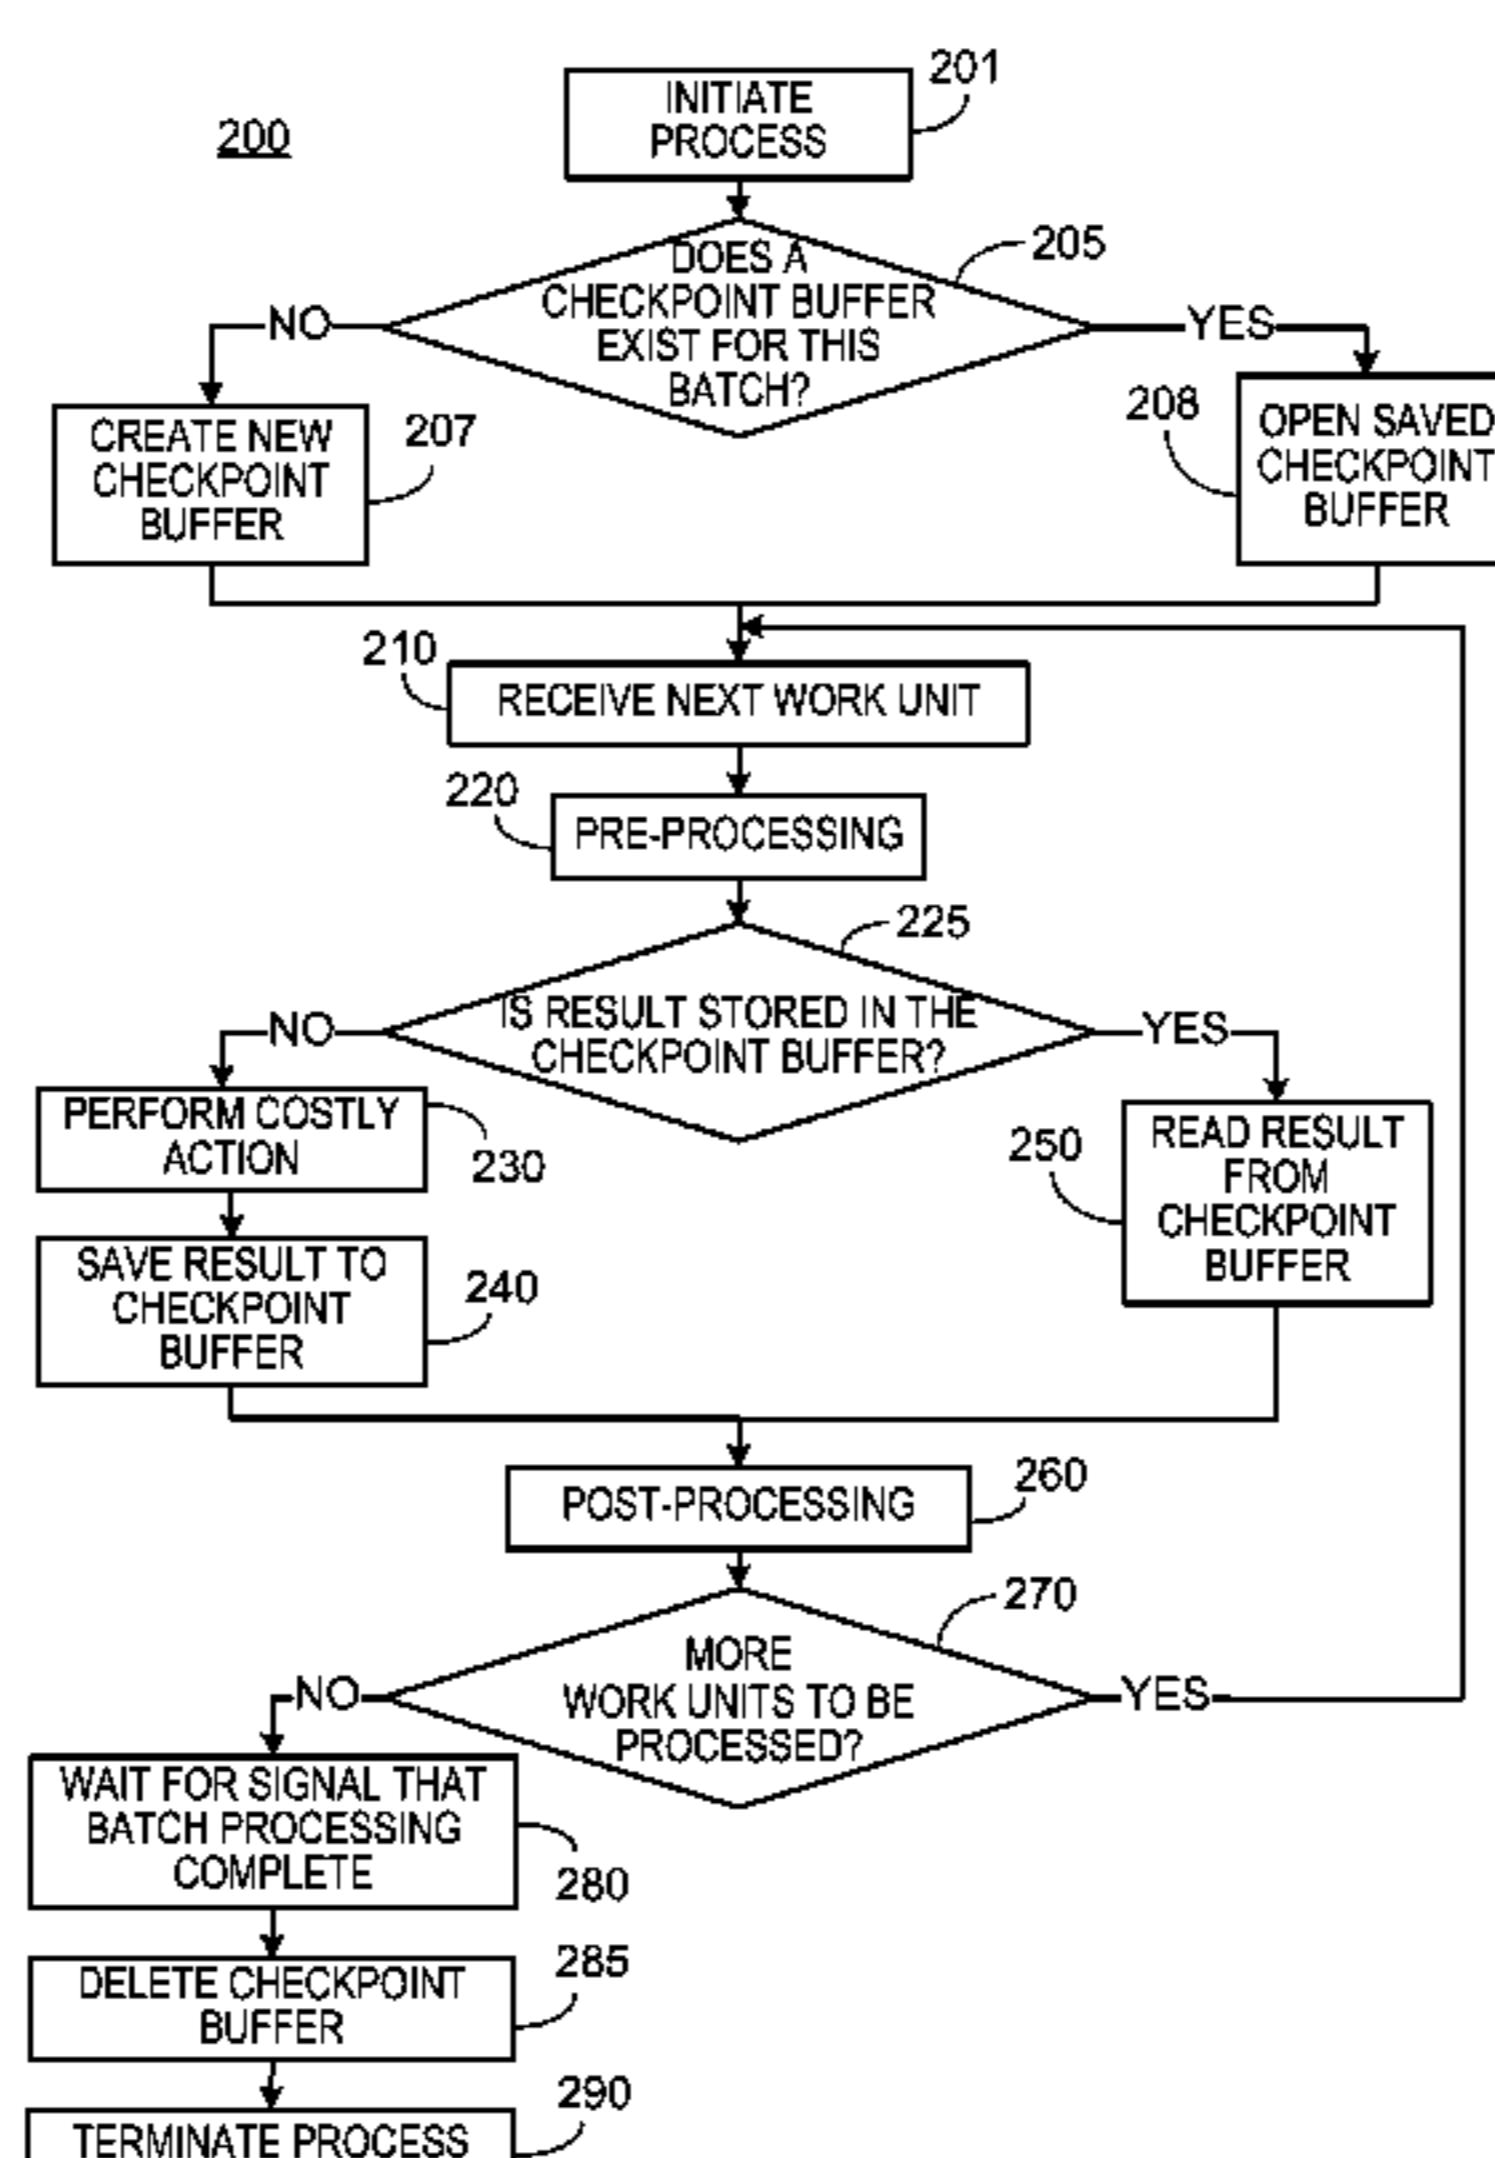 200
INITIATE
PROCESS
201
DOES A
CHECKPOINT BUFFER
EXIST FOR THIS
BATCH?
205
NO
YES
CREATE NEW
CHECKPOINT
BUFFER
207
208
OPEN SAVED
CHECKPOINT
BUFFER
210
RECEIVE NEXT WORK UNIT
220
PRE-PROCESSING
225
IS RESULT STORED IN THE
CHECKPOINT BUFFER?
NO
YES
PERFORM COSTLY
ACTION
230
SAVE RESULT TO
CHECKPOINT
BUFFER
240
250
READ RESULT
FROM
CHECKPOINT
BUFFER
POST-PROCESSING
260
270
MORE
WORK UNITS TO BE
PROCESSED?
NO
YES
WAIT FOR SIGNAL THAT
BATCH PROCESSING
COMPLETE
280
DELETE CHECKPOINT
BUFFER
285
TERMINATE PROCESS
290